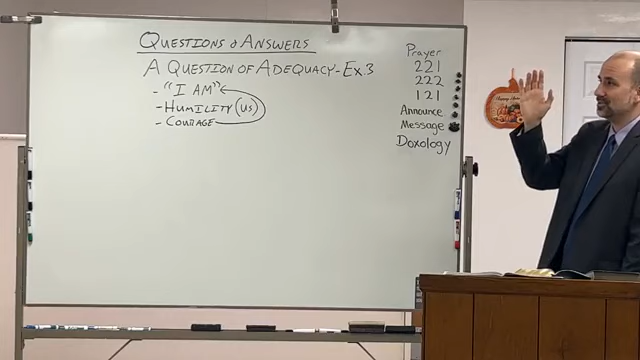 QUESTIONS & ANSWERS
A QUESTION OF ADEQUACY-EX.3
- "I AM"
- HUMILITY (US)
- COURAGE
Prayer
221
222
121
Announce
Message
Doxology